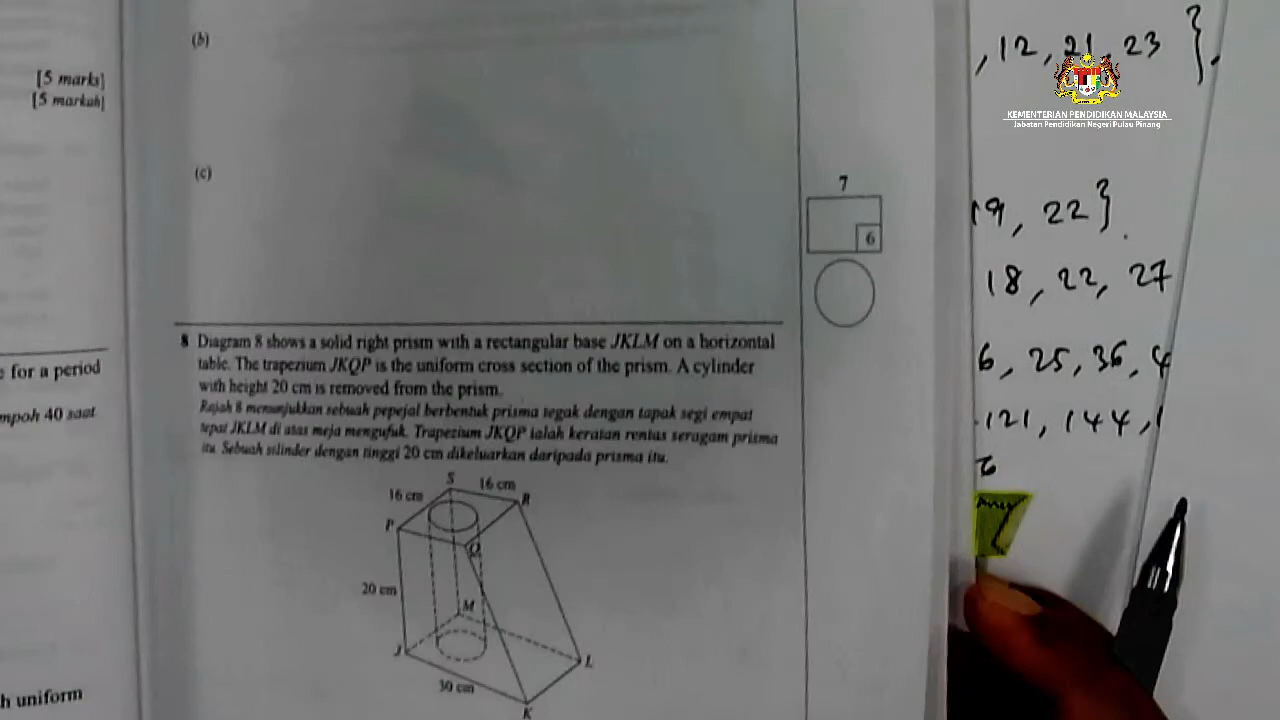 (b)
[5 marks]
[5 markah]
(c)
for a period
40 saat
uniform
7
6
8 Diagram 8 shows a solid right prism with a rectangular base JKLM on a horizontal
table. The trapezium JKQP is the uniform cross section of the prism. A cylinder
with height 20 cm is removed from the prism.
Rajah 8 menunjukkan sebuah pepejal berbentuk prisma tegak dengan tapak segi empat
tepat JKLM di atas meja mengufuk. Trapezium JKQP ialah keratan rentas seragam prisma
itu. Sebuah silinder dengan tinggi 20 cm dikeluarkan daripada prisma itu.
S 16 cm
16 cm R
P
Q
20 cm
M
J L
30 cm
K
, 12, 21, 23 }.
KEMENTERIAN PENDIDIKAN MALAYSIA
Jabatan Pendidikan Negeri Pulau Pinang
19, 22}
18, 22, 27
6, 25, 36, 4
121, 144, 1